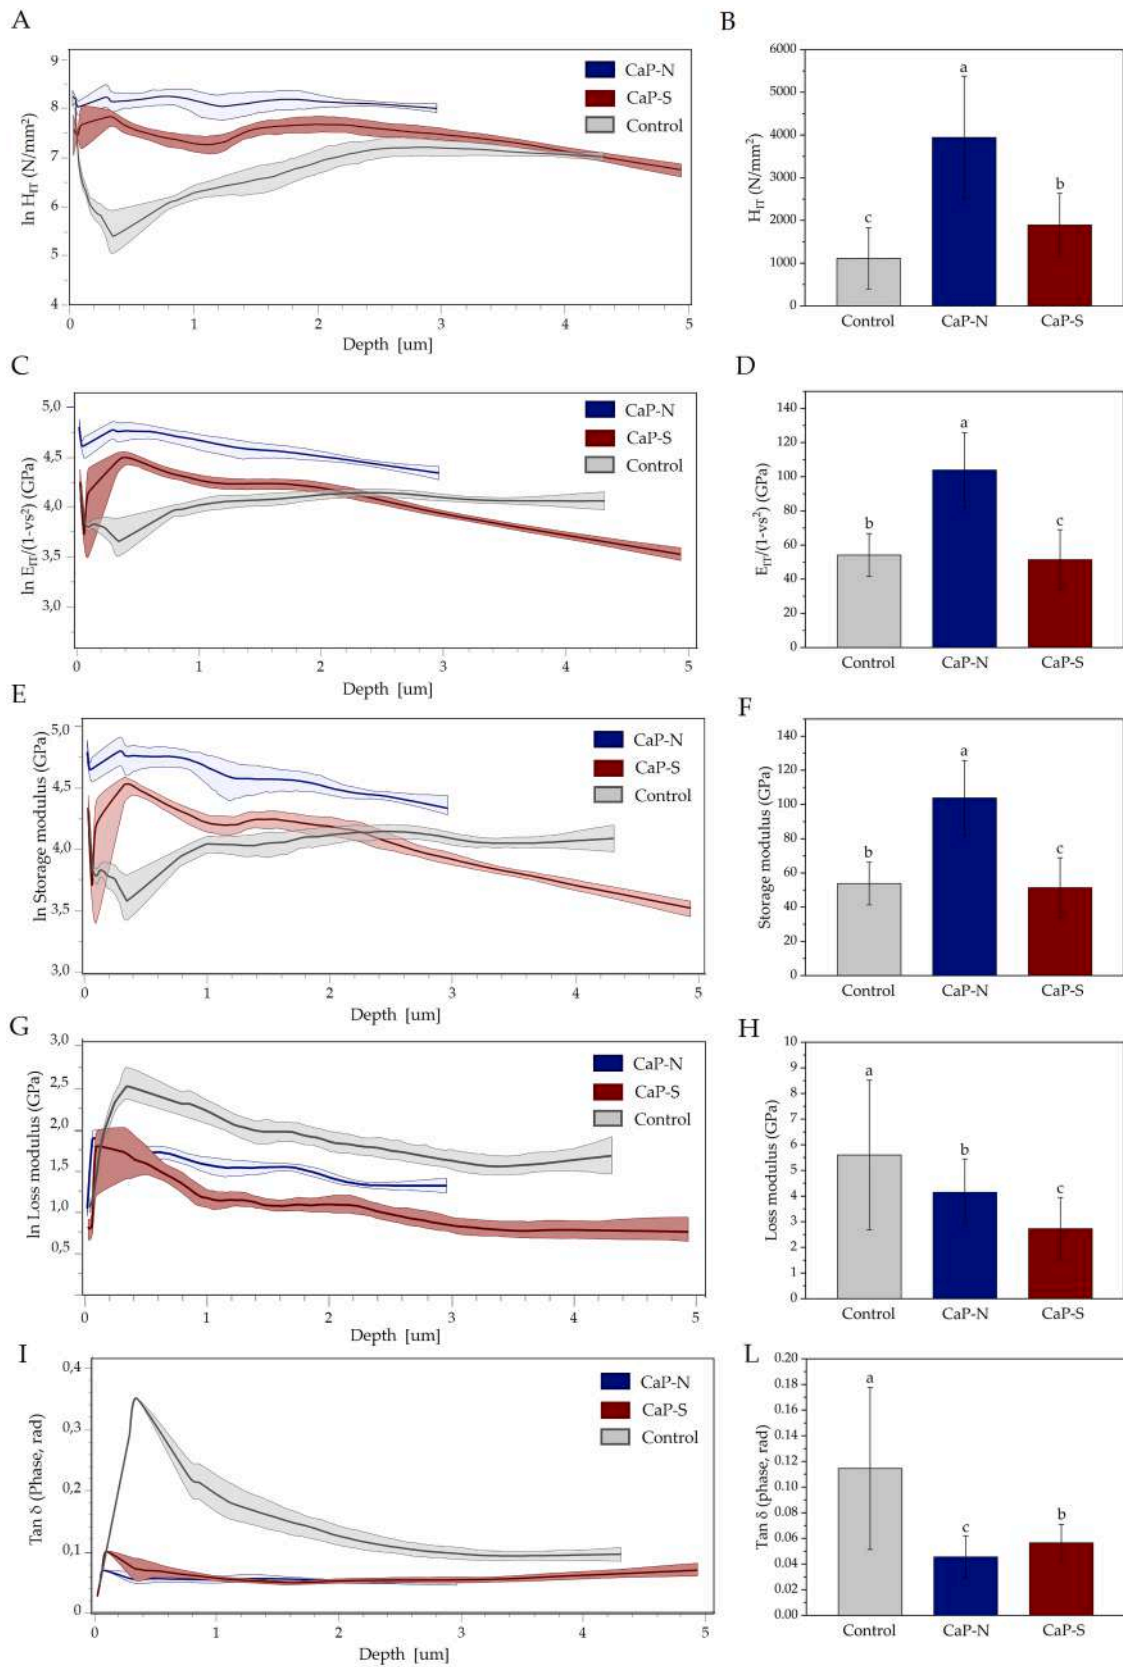 A
9
8
7
6
5
4
ln H_IT (N/mm²)
CaP-N
CaP-S
Control
0 1 2 3 4 5
Depth [um]
B
6000
5000
4000
3000
2000
1000
0
H_IT (N/mm²)
c
a
b
Control CaP-N CaP-S
C
5,0
4,5
4,0
3,5
3,0
ln E_IT/(1-vs²) (GPa)
CaP-N
CaP-S
Control
0 1 2 3 4 5
Depth [um]
D
140
120
100
80
60
40
20
0
E_IT/(1-vs²) (GPa)
b
a
c
Control CaP-N CaP-S
E
5,0
4,5
4,0
3,5
3,0
ln Storage modulus (GPa)
CaP-N
CaP-S
Control
0 1 2 3 4 5
Depth [um]
F
140
120
100
80
60
40
20
0
Storage modulus (GPa)
b
a
c
Control CaP-N CaP-S
G
3,0
2,5
2,0
1,5
1,0
0,5
ln Loss modulus (GPa)
CaP-N
CaP-S
Control
0 1 2 3 4 5
Depth [um]
H
10
9
8
7
6
5
4
3
2
1
0
Loss modulus (GPa)
a
b
c
Control CaP-N CaP-S
I
0,4
0,3
0,2
0,1
0
Tan δ (Phase, rad)
CaP-N
CaP-S
Control
0 1 2 3 4 5
Depth [um]
L
0.20
0.18
0.16
0.14
0.12
0.10
0.08
0.06
0.04
0.02
0.00
Tan δ (phase, rad)
a
c
b
Control CaP-N CaP-S